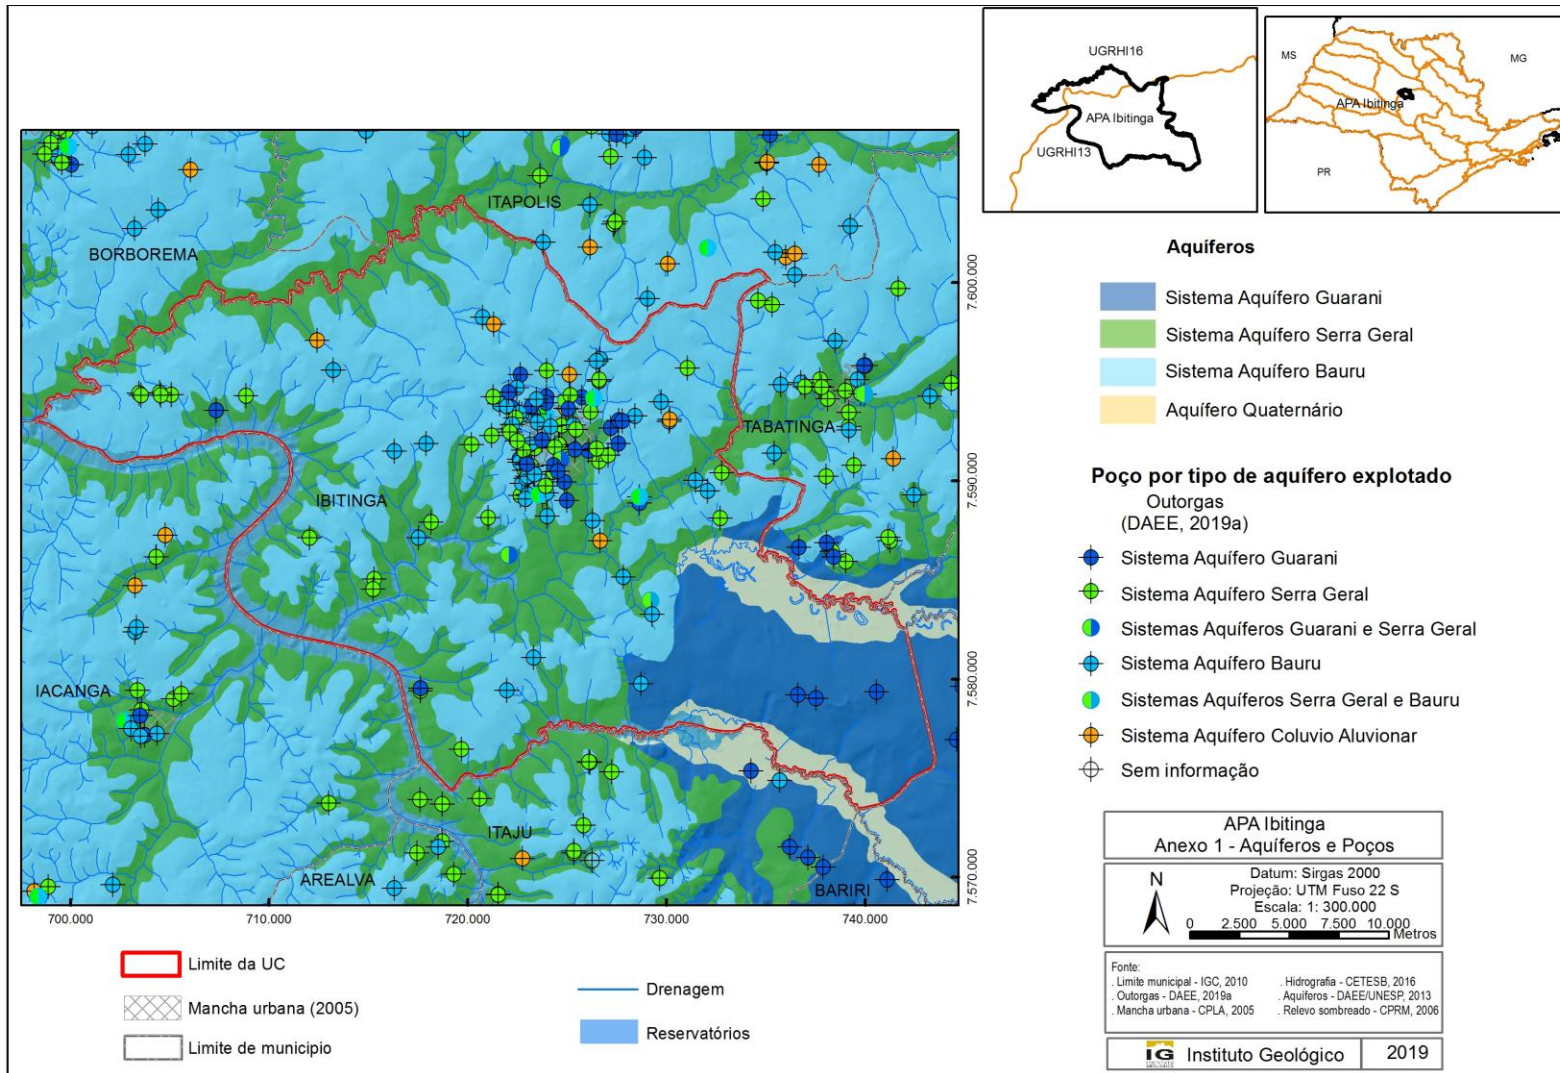 UGRHI16
APA Ibitinga
UGRHI13
MS
MG
APA Ibitinga
PR
ITAPOLIS
BORBOREMA
TABATINGA
IBITINGA
IACANGA
ITAJU
AREALVA
BARIRI
7.600.000
7.590.000
7.580.000
7.570.000
700.000
710.000
720.000
730.000
740.000
Aquíferos
Sistema Aquífero Guarani
Sistema Aquífero Serra Geral
Sistema Aquífero Bauru
Aquífero Quaternário
Poço por tipo de aquífero explotado
Outorgas
(DAEE, 2019a)
Sistema Aquífero Guarani
Sistema Aquífero Serra Geral
Sistemas Aquíferos Guarani e Serra Geral
Sistema Aquífero Bauru
Sistemas Aquíferos Serra Geral e Bauru
Sistema Aquífero Coluvio Aluvionar
Sem informação
Limite da UC
Mancha urbana (2005)
Limite de municipio
Drenagem
Reservatórios
APA Ibitinga
Anexo 1 - Aquíferos e Poços
N
Datum: Sirgas 2000
Projeção: UTM Fuso 22 S
Escala: 1: 300.000
0 2.500 5.000 7.500 10.000
Metros
Fonte:
. Limite municipal - IGC, 2010
. Outorgas - DAEE, 2019a
. Mancha urbana - CPLA, 2005
. Hidrografia - CETESB, 2016
. Aquíferos - DAEE/UNESP, 2013
. Relevo sombreado - CPRM, 2006
IG
Instituto Geológico
2019